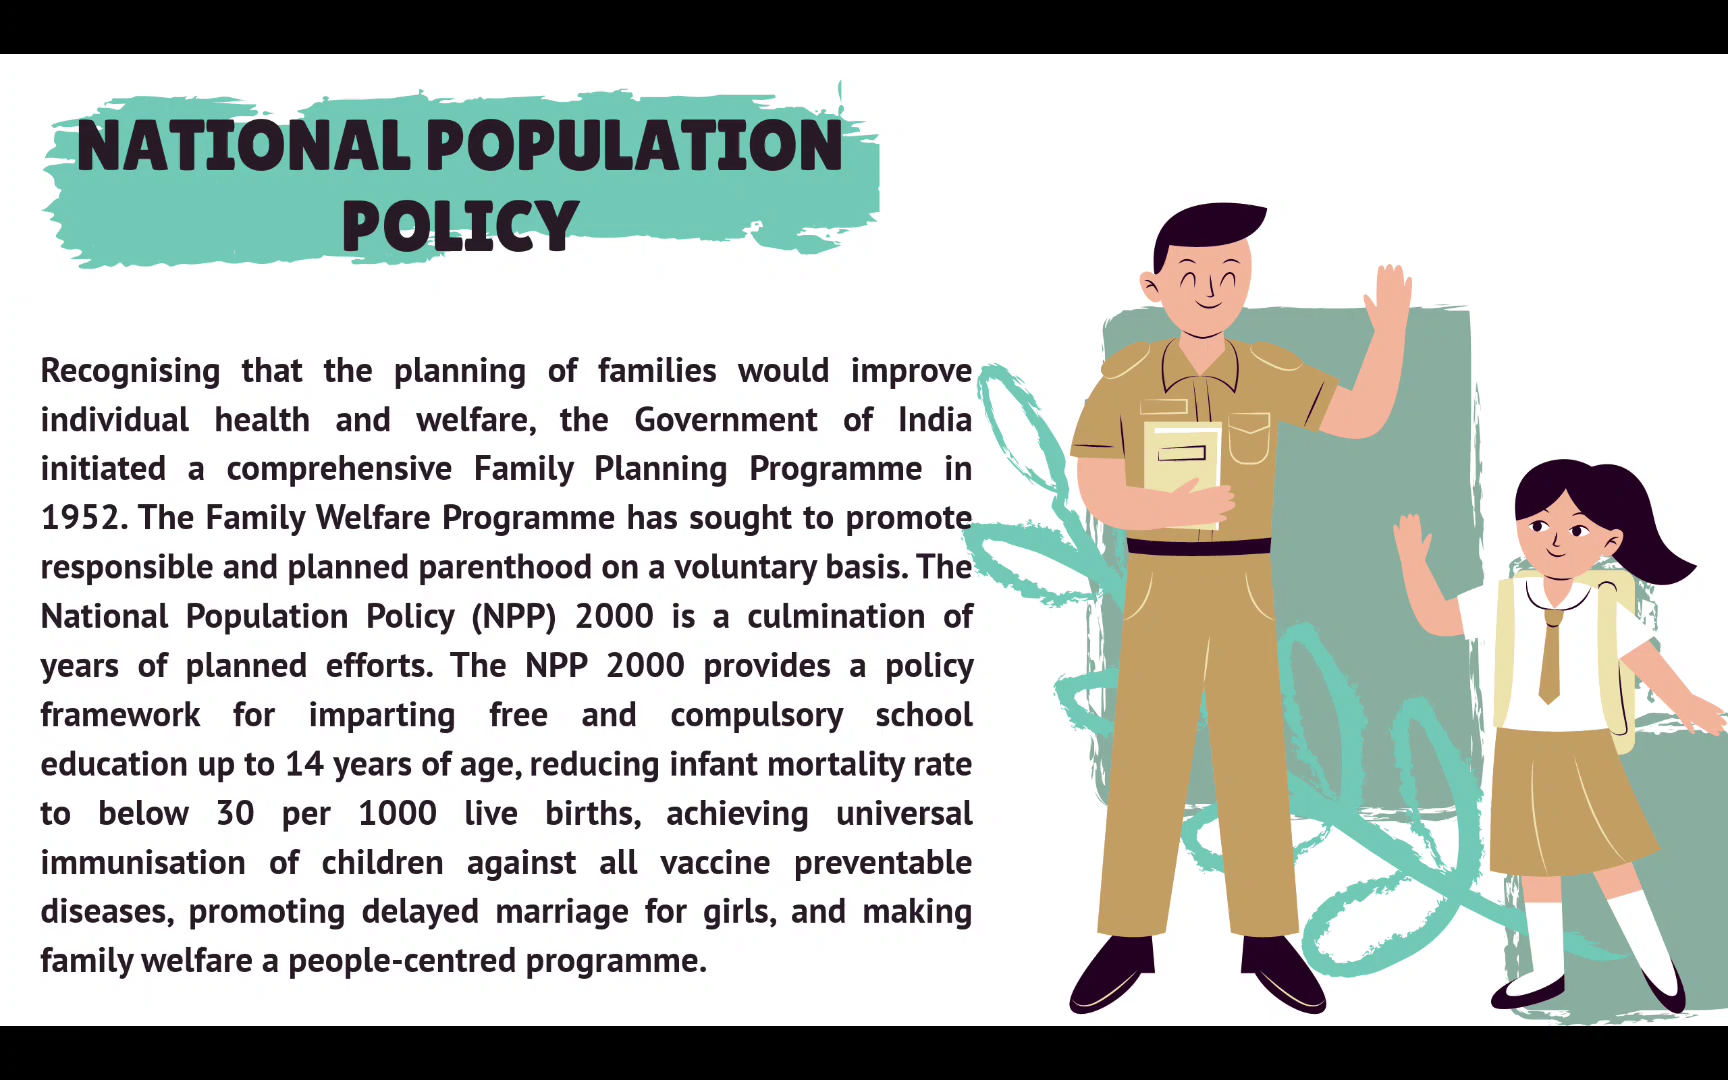 NATIONAL POPULATION
POLICY
Recognising that the planning of families would improve
individual health and welfare, the Government of India
initiated a comprehensive Family Planning Programme in
1952. The Family Welfare Programme has sought to promote
responsible and planned parenthood on a voluntary basis. The
National Population Policy (NPP) 2000 is a culmination of
years of planned efforts. The NPP 2000 provides a policy
framework for imparting free and compulsory school
education up to 14 years of age, reducing infant mortality rate
to below 30 per 1000 live births, achieving universal
immunisation of children against all vaccine preventable
diseases, promoting delayed marriage for girls, and making
family welfare a people-centred programme.